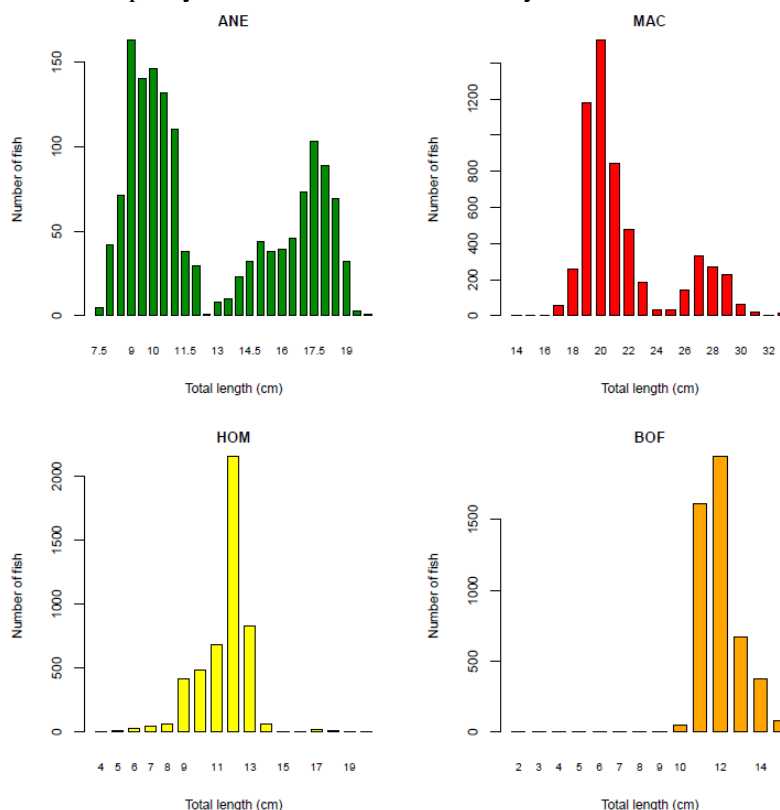 ANE
Number of fish
150
100
50
0
7.5 9 10 11.5 13 14.5 16 17.5 19
Total length (cm)
MAC
Number of fish
1200
800
600
400
200
0
14 16 18 20 22 24 26 28 30 32
Total length (cm)
HOM
Number of fish
2000
1500
1000
500
0
4 5 6 7 8 9 11 13 15 17 19
Total length (cm)
BOF
Number of fish
1500
1000
500
0
2 3 4 5 6 7 8 9 10 12 14
Total length (cm)